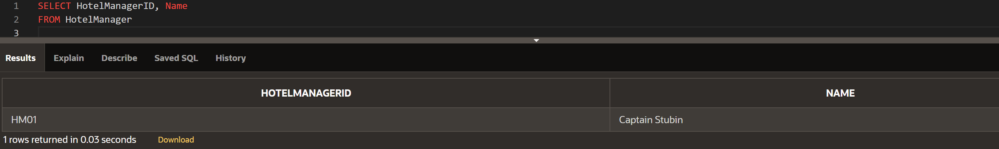 1 SELECT HotelManagerID, Name
2 FROM HotelManager
3
Results Explain Describe Saved SQL History
HOTELMANAGERID NAME
HM01 Captain Stubin
1 rows returned in 0.03 seconds Download